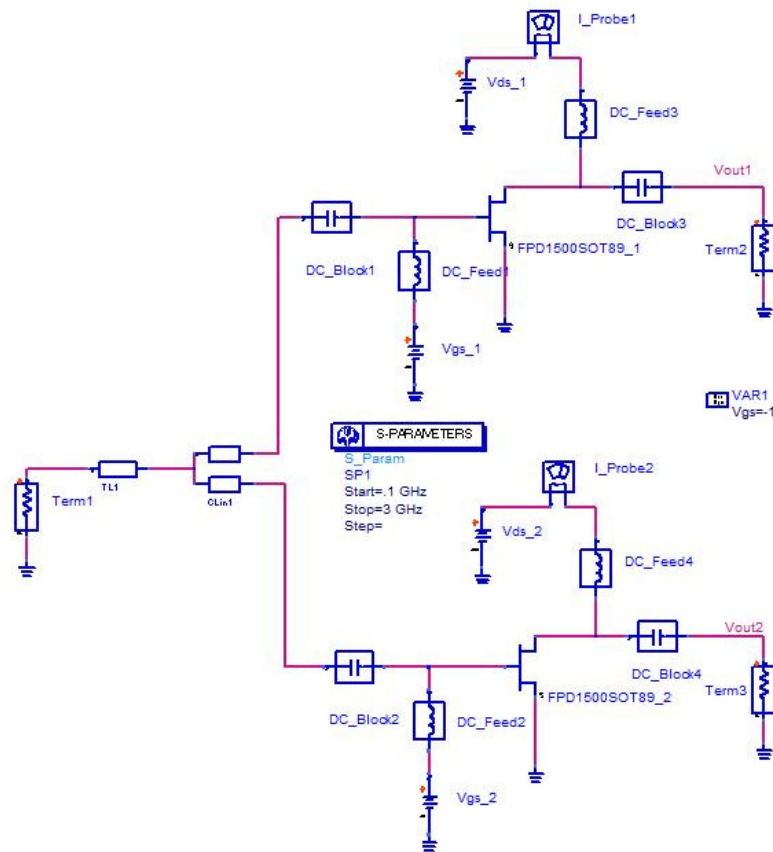 I_Probe1
Vds_1
DC_Feed3
Vout1
DC_Block3
DC_Block1
DC_Feed1
FPD1500SOT89_1
Term2
Vgs_1
VAR1
Vgs=-1
S-PARAMETERS
S_Param
SP1
Start=.1 GHz
Stop=3 GHz
Step=
TL1
CLin1
Term1
I_Probe2
Vds_2
DC_Feed4
Vout2
DC_Block4
DC_Block2
DC_Feed2
FPD1500SOT89_2
Term3
Vgs_2